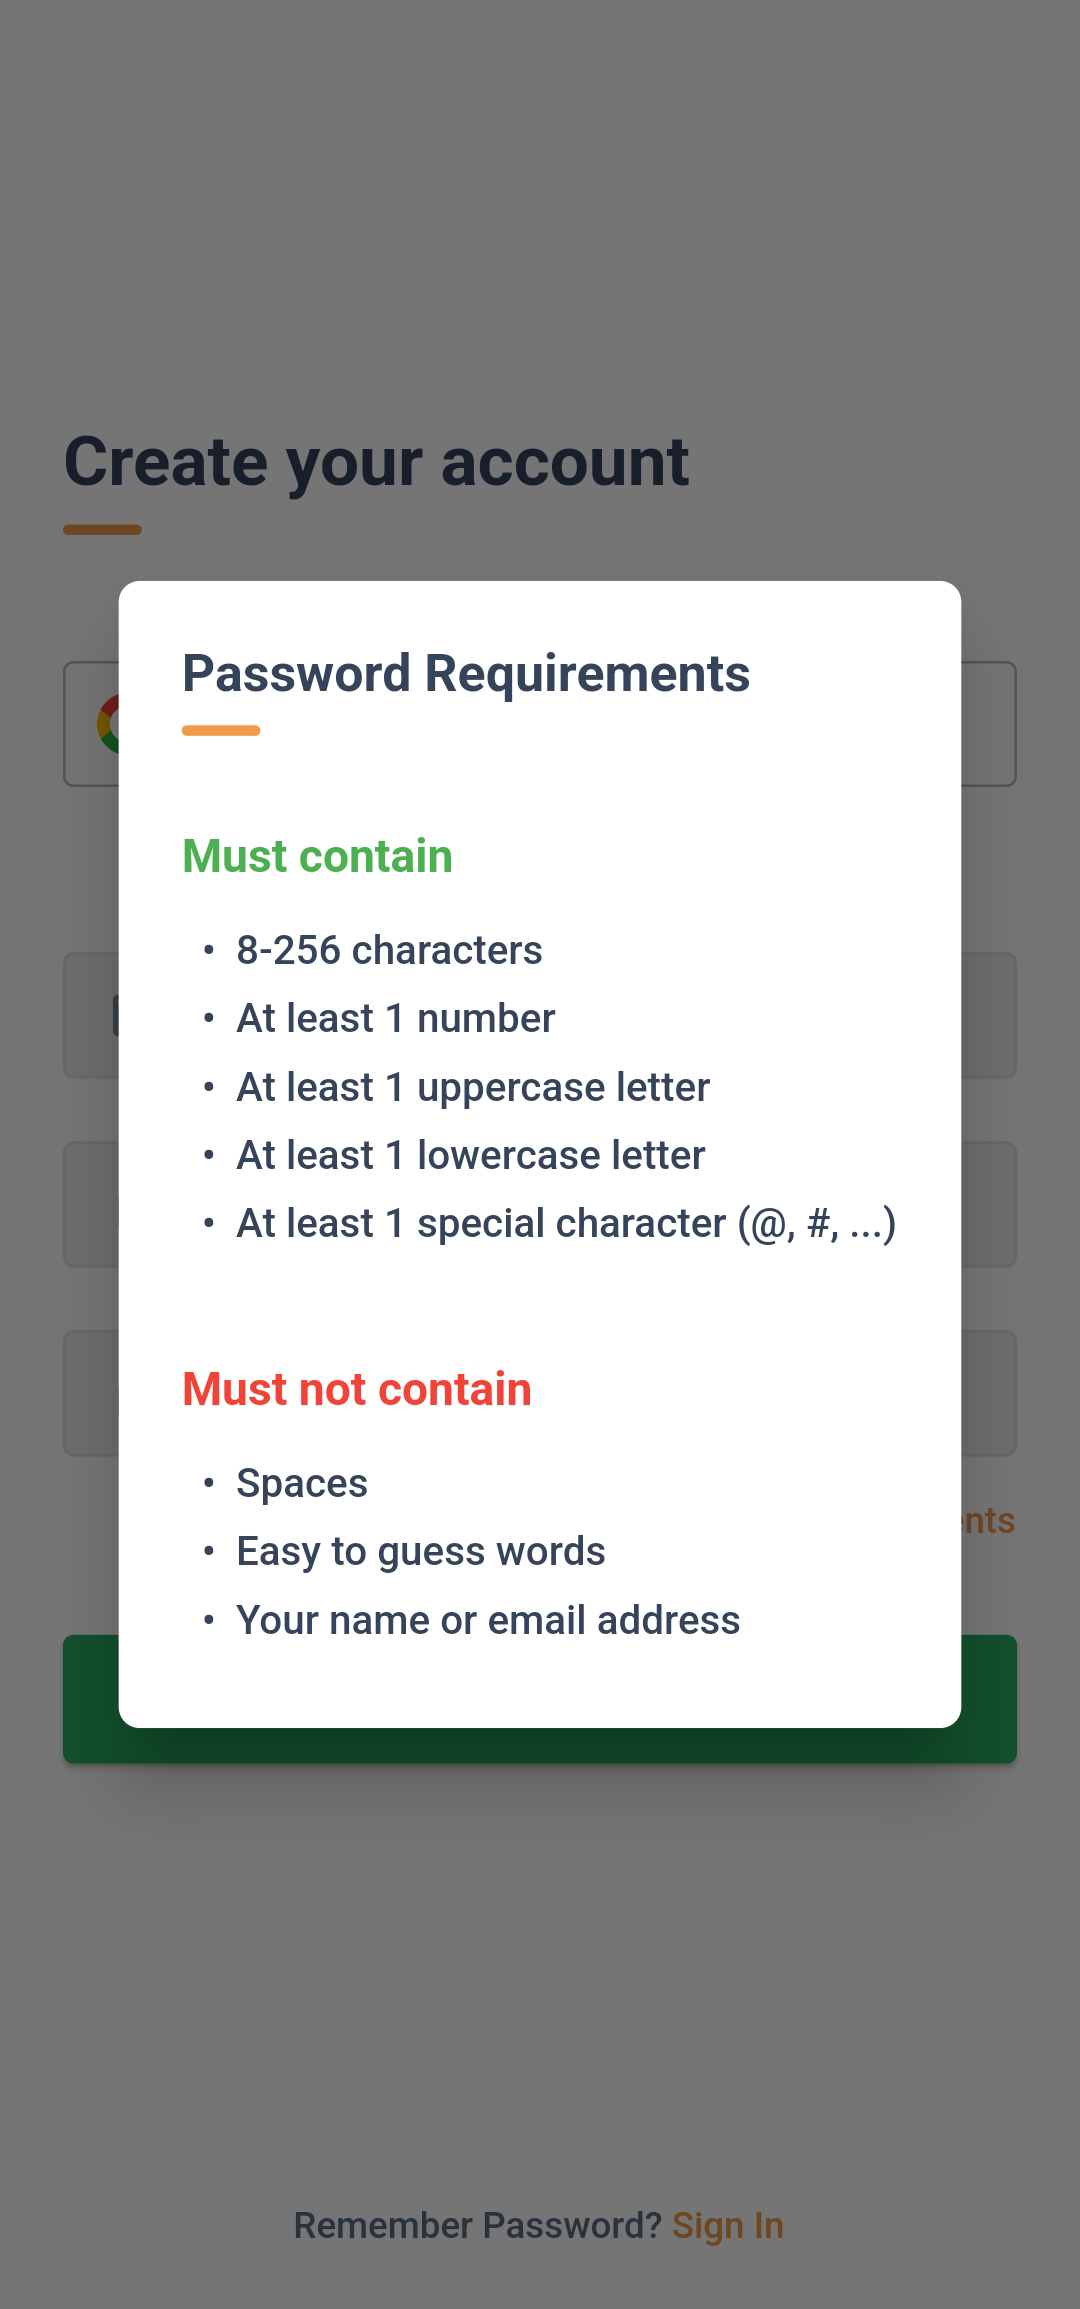 Create your account
Password Requirements
Must contain
• 8-256 characters
• At least 1 number
• At least 1 uppercase letter
• At least 1 lowercase letter
• At least 1 special character (@, #, ...)
Must not contain
• Spaces
• Easy to guess words
• Your name or email address
Remember Password? Sign In